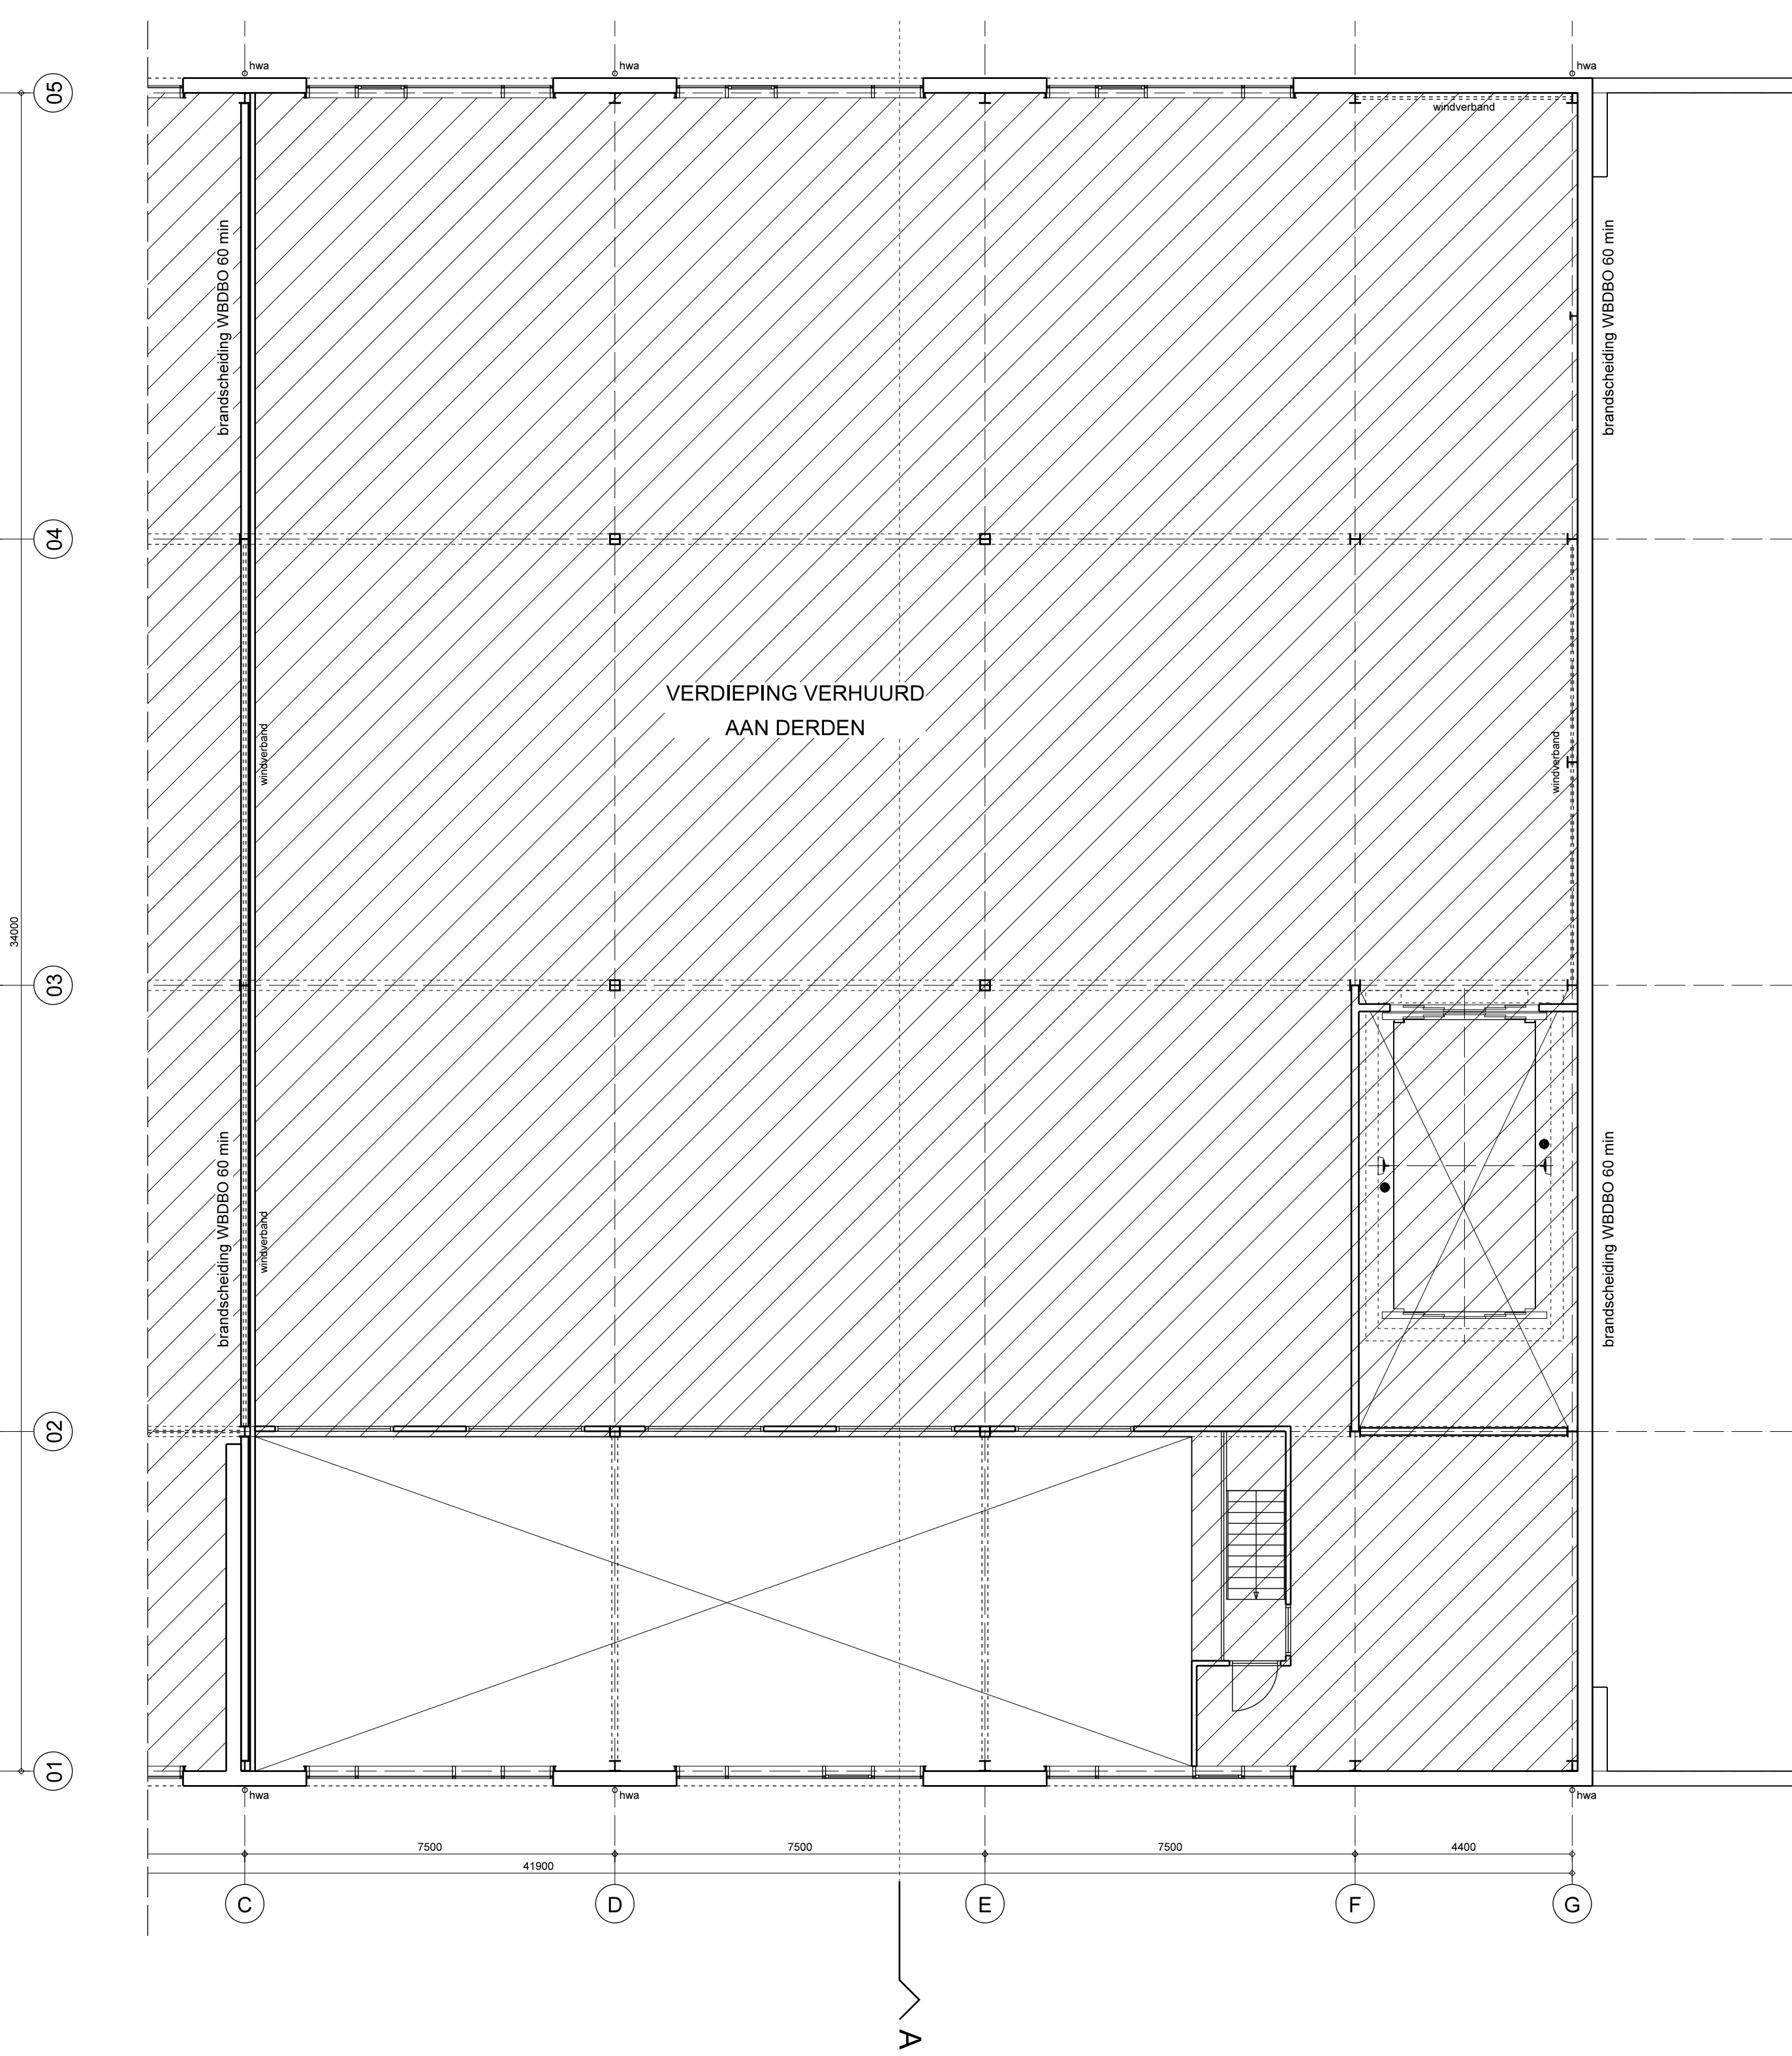 hwa
hwa
hwa
05
windverband
brandscheiding WBDBO 60 min
brandscheiding WBDBO 60 min
04
VERDIEPING VERHUURD
AAN DERDEN
windverband
windverband
34000
03
brandscheiding WBDBO 60 min
windverband
brandscheiding WBDBO 60 min
02
01
hwa
hwa
hwa
7500
7500
7500
4400
41900
C
D
E
F
G
A